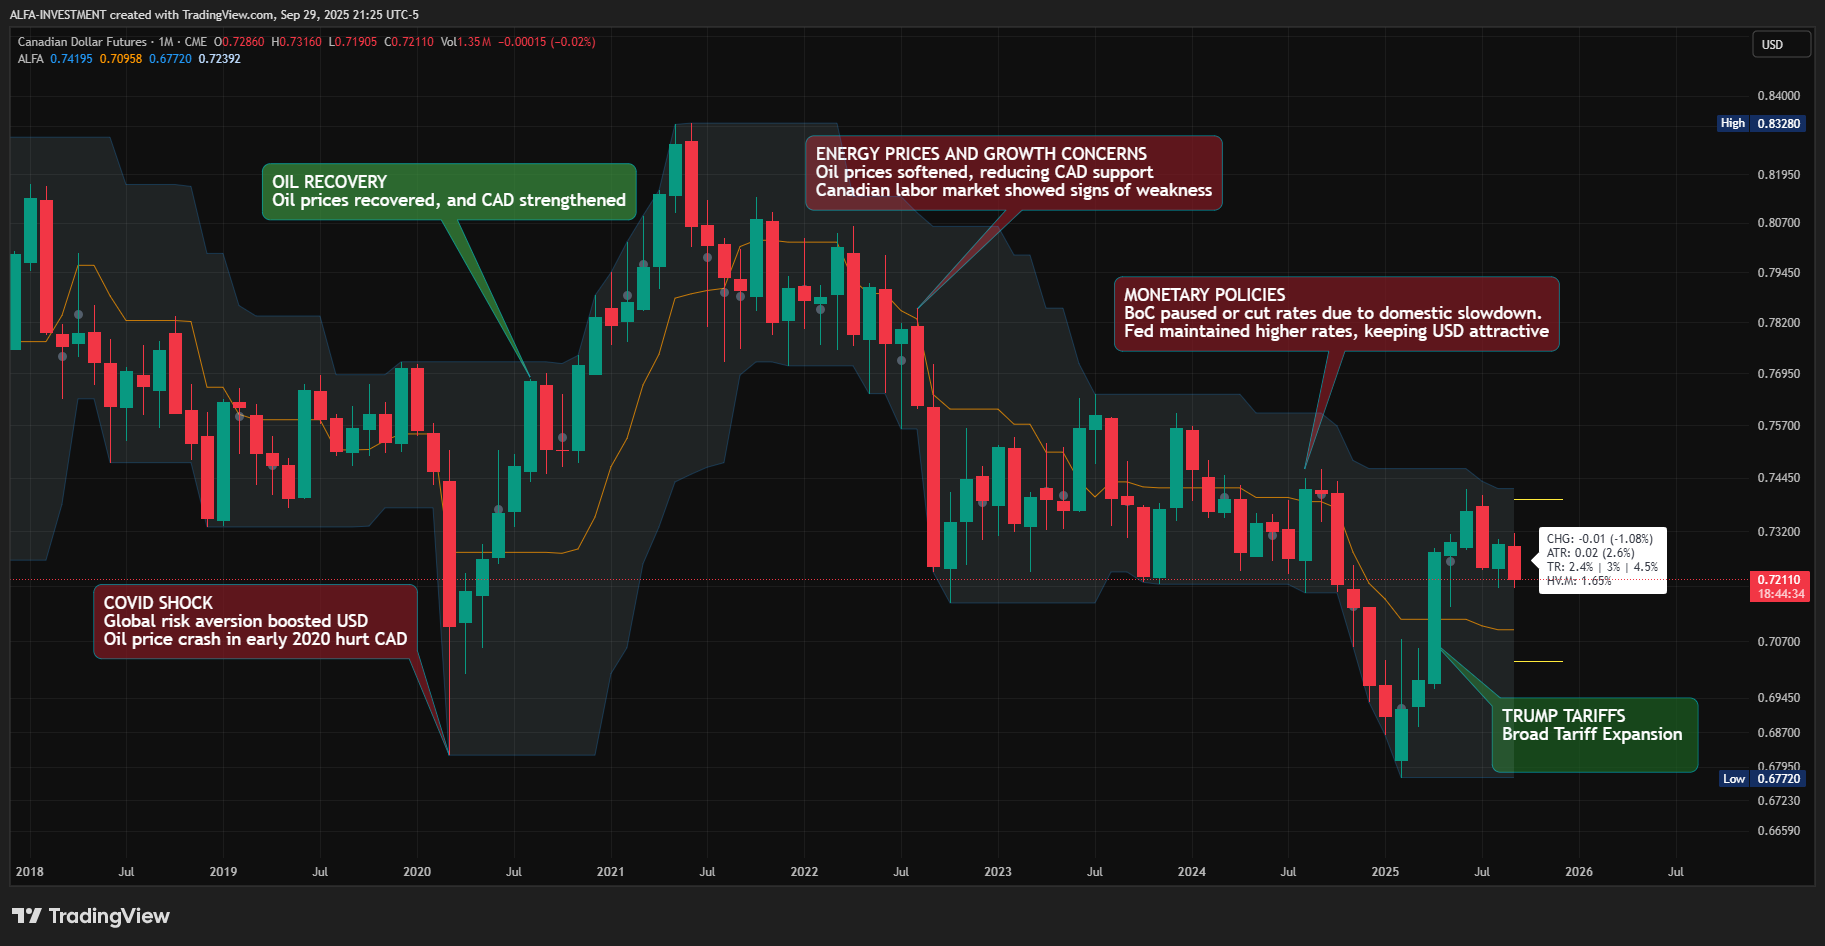 ALFA-INVESTMENT created with TradingView.com, Sep 29, 2025 21:25 UTC-5
Canadian Dollar Futures · 1M · CME O0.72860 H0.73160 L0.71905 C0.72110 Vol1.35 M −0.00015 (−0.02%)
ALFA 0.74195 0.70958 0.67720 0.72392
USD
0.84000
High 0.83280
0.81950
0.80700
0.79450
0.78200
0.76950
0.75700
0.74450
0.73200
0.72110
18:44:34
0.70700
0.69450
0.68700
0.67950
Low 0.67720
0.67230
0.66590
OIL RECOVERY
Oil prices recovered, and CAD strengthened
ENERGY PRICES AND GROWTH CONCERNS
Oil prices softened, reducing CAD support
Canadian labor market showed signs of weakness
MONETARY POLICIES
BoC paused or cut rates due to domestic slowdown.
Fed maintained higher rates, keeping USD attractive
CHG: -0.01 (-1.08%)
ATR: 0.02 (2.6%)
TR: 2.4% | 3% | 4.5%
HV.M: 1.65%
COVID SHOCK
Global risk aversion boosted USD
Oil price crash in early 2020 hurt CAD
TRUMP TARIFFS
Broad Tariff Expansion
2018 Jul 2019 Jul 2020 Jul 2021 Jul 2022 Jul 2023 Jul 2024 Jul 2025 Jul 2026 Jul
TradingView